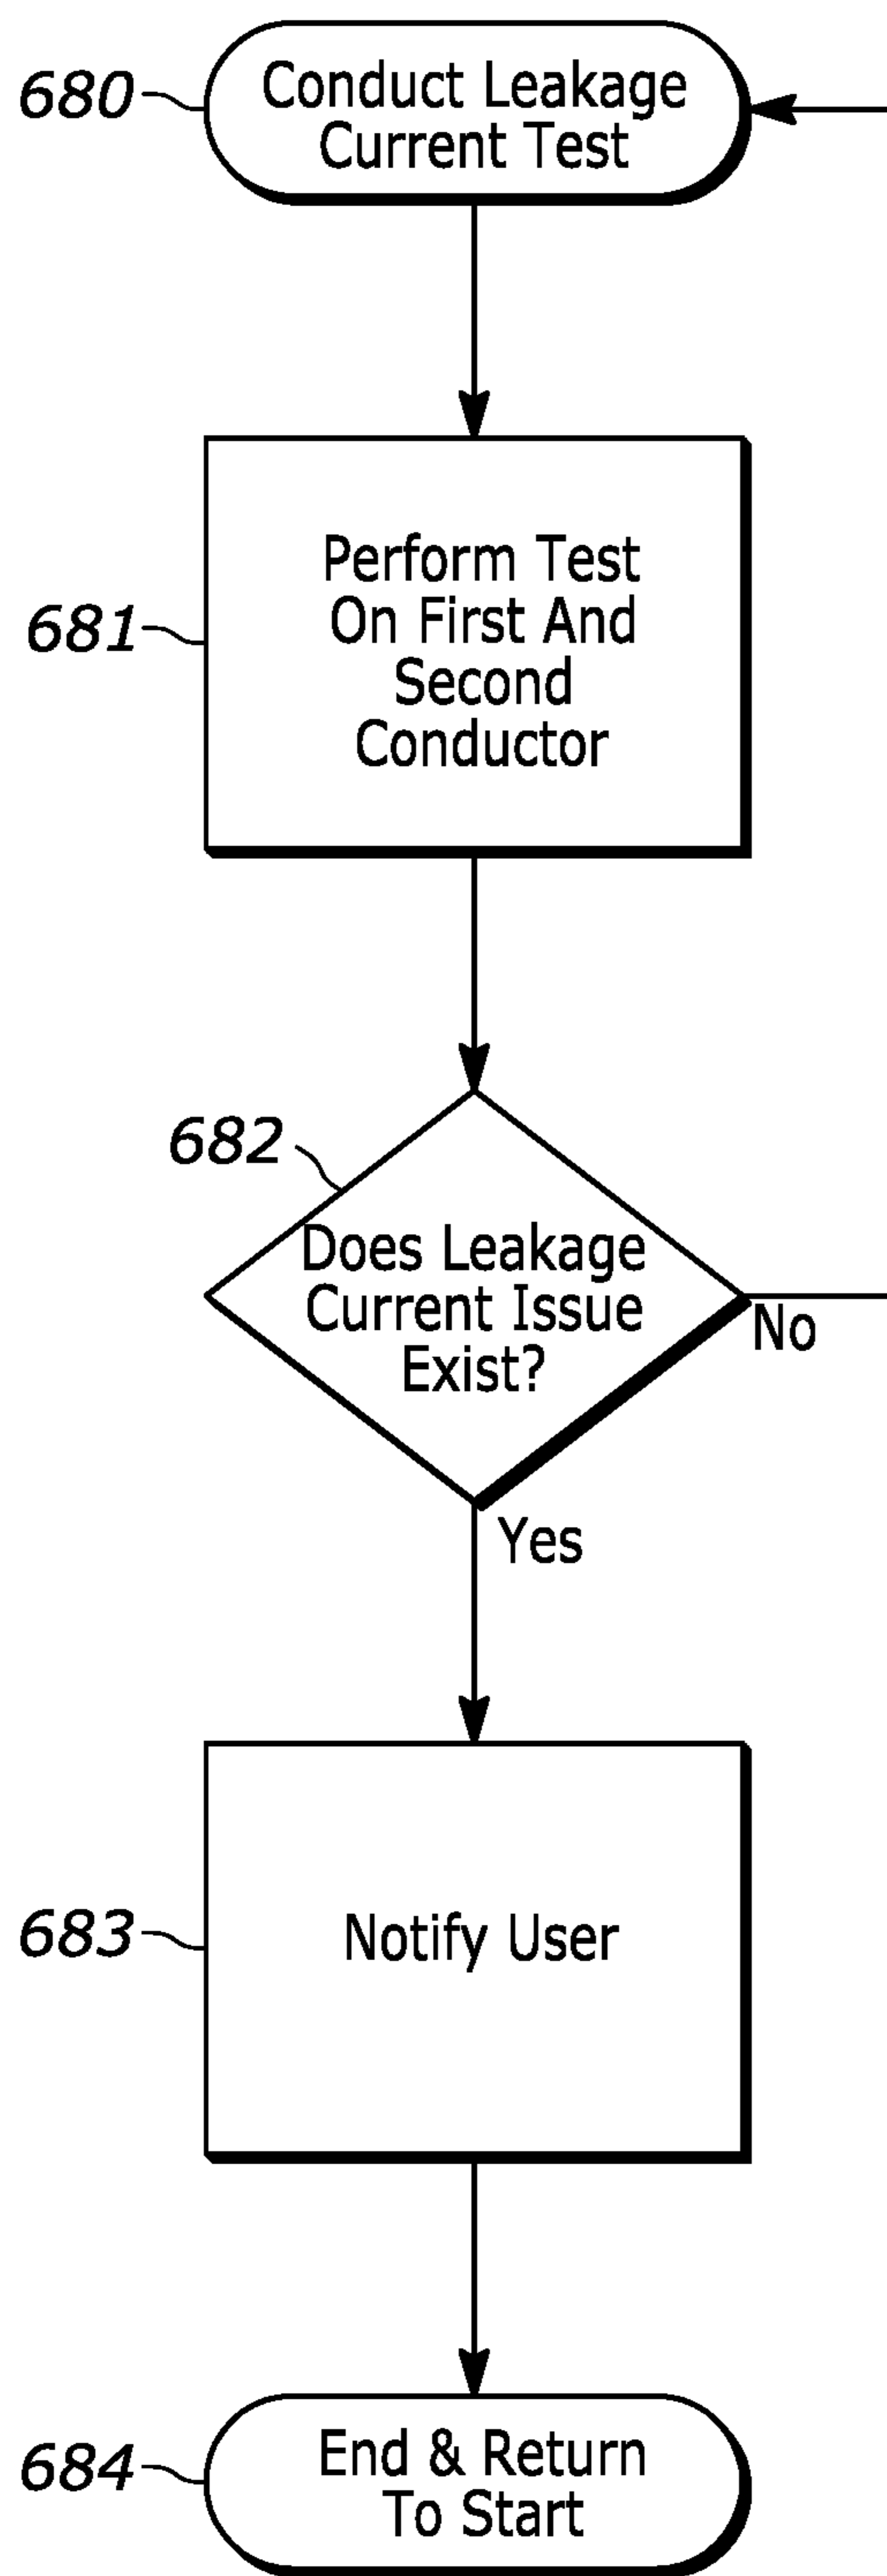 680
Conduct Leakage
Current Test
681
Perform Test
On First And
Second
Conductor
682
Does Leakage
Current Issue
Exist?
No
Yes
683
Notify User
684
End & Return
To Start